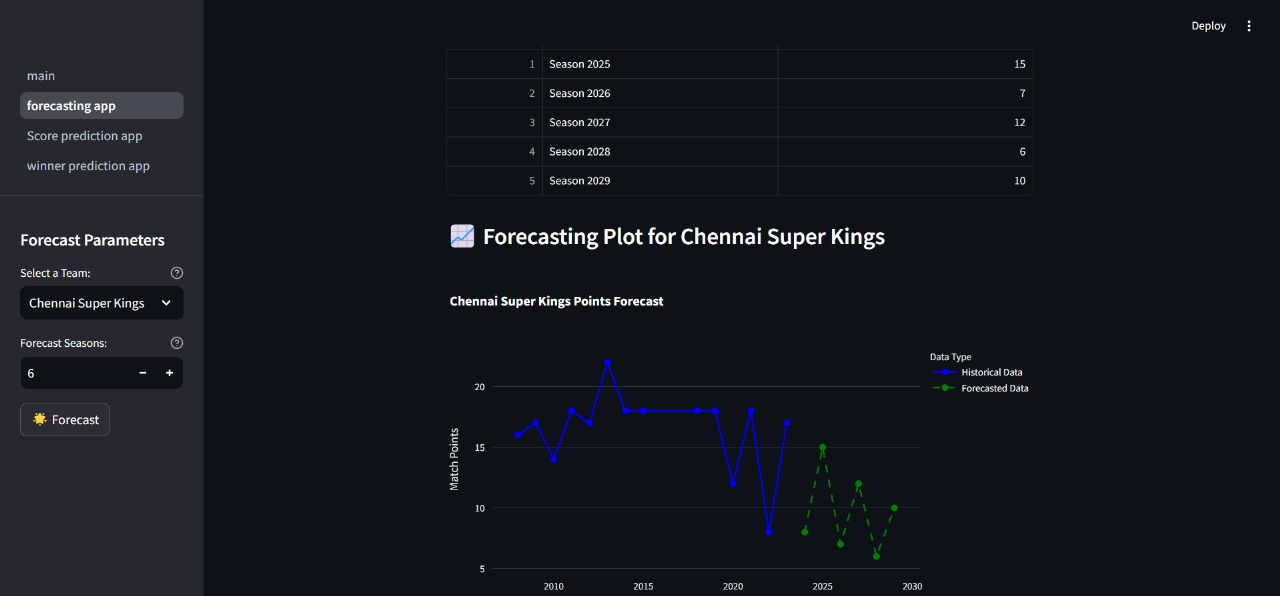 Deploy
main
forecasting app
Score prediction app
winner prediction app
Forecast Parameters
Select a Team:
Chennai Super Kings
Forecast Seasons:
6
Forecast
1 Season 2025 15
2 Season 2026 7
3 Season 2027 12
4 Season 2028 6
5 Season 2029 10
Forecasting Plot for Chennai Super Kings
Chennai Super Kings Points Forecast
Data Type
Historical Data
Forecasted Data
Match Points
20
15
10
5
2010 2015 2020 2025 2030